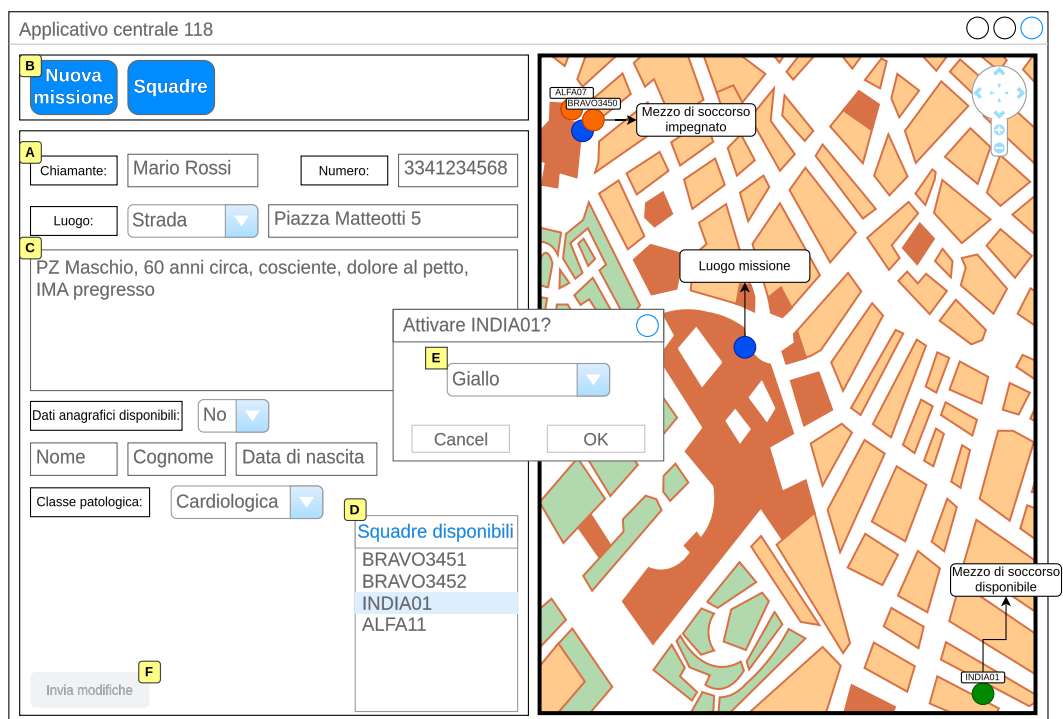 Applicativo centrale 118
B
Nuova
missione
Squadre
A
Chiamante:
Mario Rossi
Numero:
3341234568
Luogo:
Strada
Piazza Matteotti 5
C
PZ Maschio, 60 anni circa, cosciente, dolore al petto,
IMA pregresso
Attivare INDIA01?
E
Giallo
Cancel
OK
Dati anagrafici disponibili:
No
Nome
Cognome
Data di nascita
Classe patologica:
Cardiologica
D
Squadre disponibili
BRAVO3451
BRAVO3452
INDIA01
ALFA11
F
Invia modifiche
ALFA07
BRAVO3450
Mezzo di soccorso
impegnato
Luogo missione
Mezzo di soccorso
disponibile
INDIA01